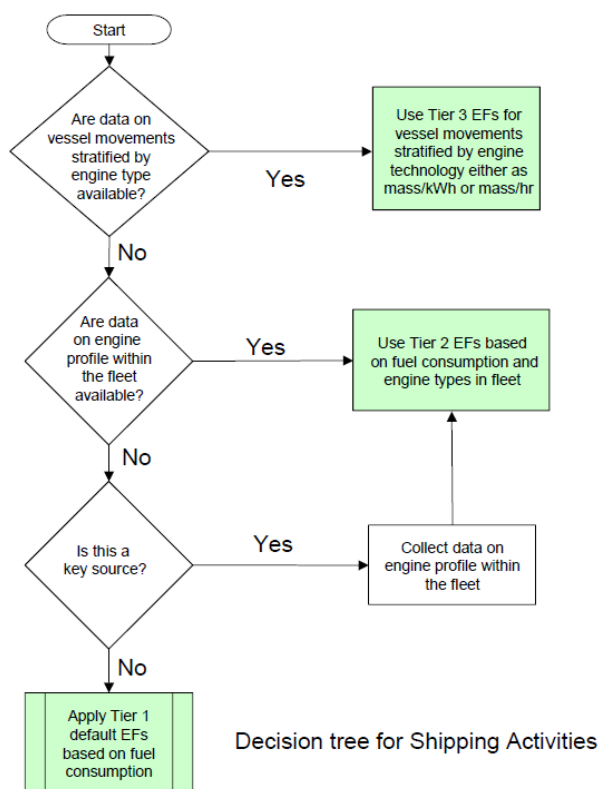 Start
Are data on
vessel movements
stratified by
engine type
available?
Yes
Use Tier 3 EFs for
vessel movements
stratified by engine
technology either as
mass/kWh or mass/hr
No
Are data
on engine
profile within
the fleet
available?
Yes
Use Tier 2 EFs based
on fuel consumption and
engine types in fleet
No
Is this a
key source?
Yes
Collect data on
engine profile within
the fleet
No
Apply Tier 1
default EFs
based on fuel
consumption
Decision tree for Shipping Activities